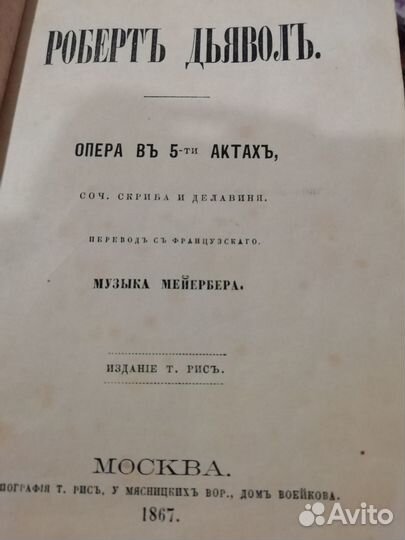 РОБЕРТЪ ДЬЯВОЛЪ.
ОПЕРА ВЪ 5-ТИ АКТАХЪ,
СОЧ. СКРИБА И ДЕЛАВИНЯ.
ПЕРЕВОДЪ СЪ ФРАНЦУЗСКАГО.
МУЗЫКА МЕЙЕРБЕРА.
ИЗДАНІЕ Т. РИСЪ.
МОСКВА.
ПОГРАФІЯ Т. РИСЪ, У МЯСНИЦКИХЪ ВОР., ДОМЪ ВОЕЙКОВА.
1867.
Avito